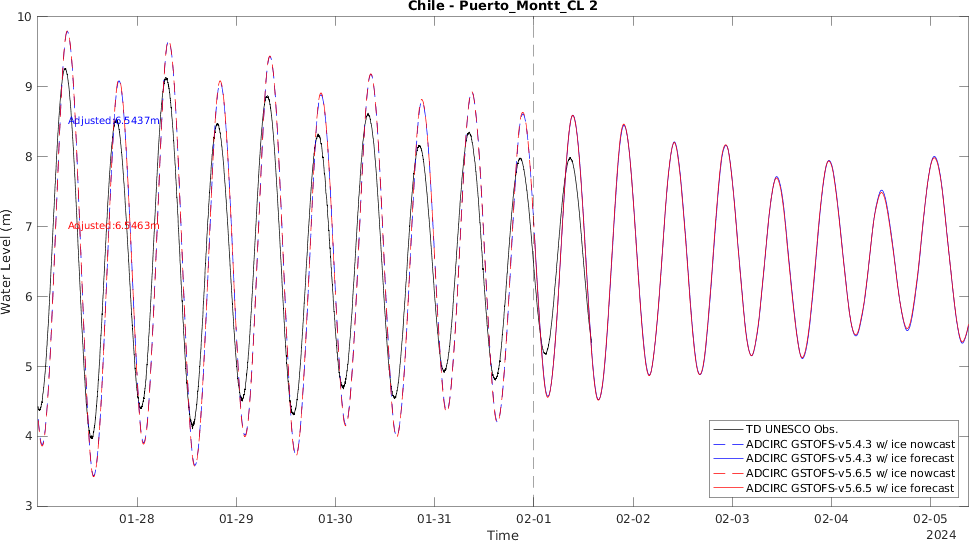 Chile - Puerto_Montt_CL 2
10
9
8
7
6
5
4
3
Water Level (m)
Adjusted:6.5437m
Adjusted:6.5463m
TD UNESCO Obs.
ADCIRC GSTOFS-v5.4.3 w/ ice nowcast
ADCIRC GSTOFS-v5.4.3 w/ ice forecast
ADCIRC GSTOFS-v5.6.5 w/ ice nowcast
ADCIRC GSTOFS-v5.6.5 w/ ice forecast
01-28 01-29 01-30 01-31 02-01 02-02 02-03 02-04 02-05
Time
2024